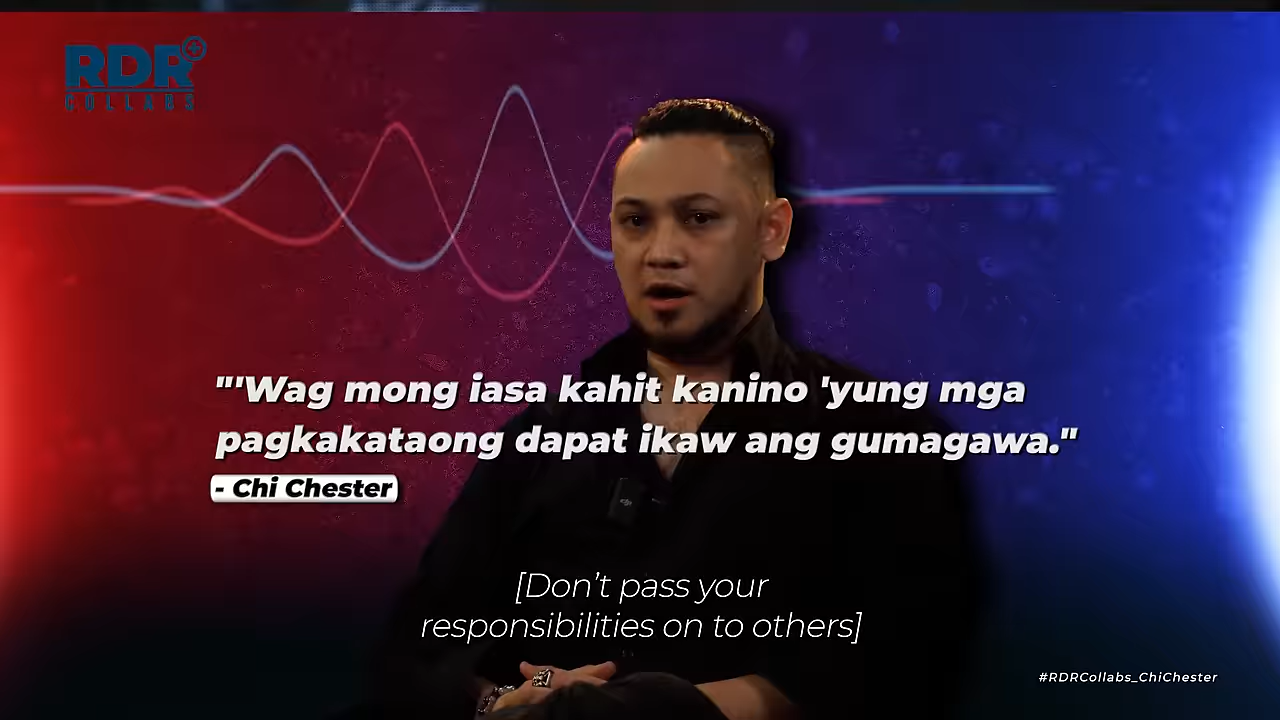 RDR+
COLLABS
"'Wag mong iasa kahit kanino 'yung mga
pagkakataong dapat ikaw ang gumagawa."
- Chi Chester
[Don’t pass your
responsibilities on to others]
#RDRCollabs_ChiChester